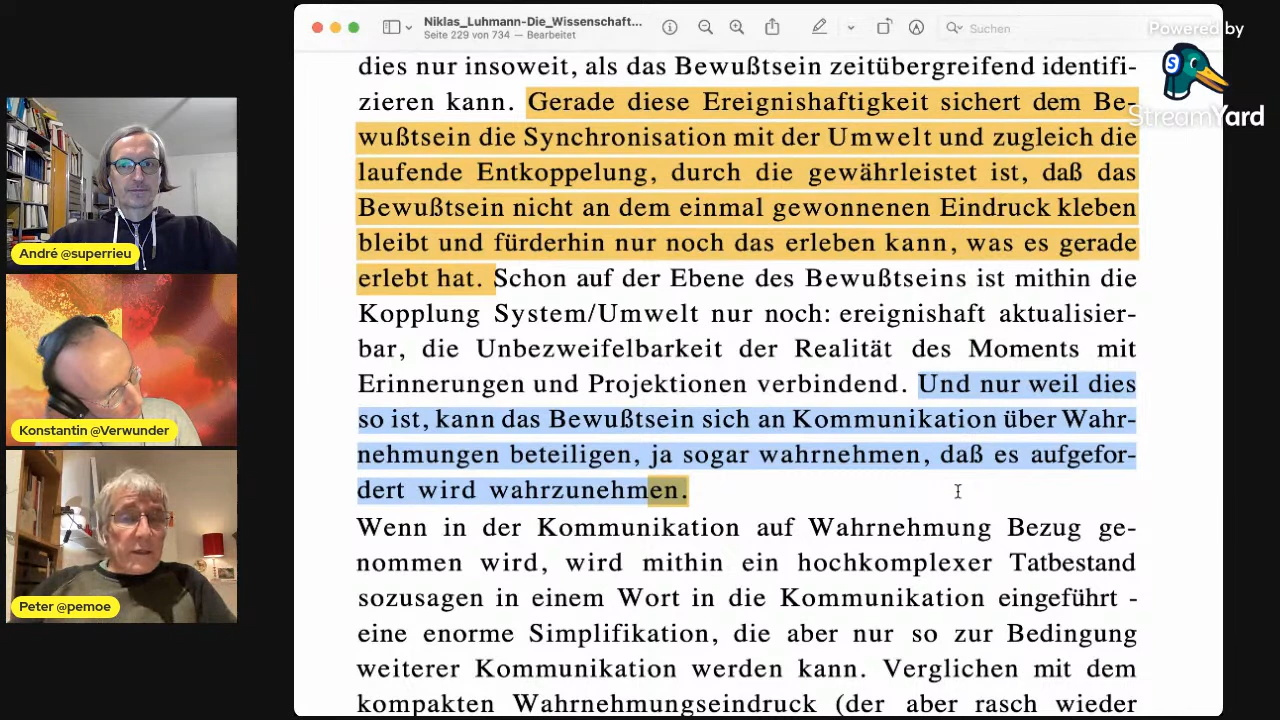 Niklas_Luhmann-Die_Wissenschaft...
Seite 229 von 734 — Bearbeitet
Suchen
Powered by
StreamYard
dies nur insoweit, als das Bewußtsein zeitübergreifend identifi-
zieren kann. Gerade diese Ereignishaftigkeit sichert dem Be-
wußtsein die Synchronisation mit der Umwelt und zugleich die
laufende Entkoppelung, durch die gewährleistet ist, daß das
Bewußtsein nicht an dem einmal gewonnenen Eindruck kleben
bleibt und fürderhin nur noch das erleben kann, was es gerade
erlebt hat. Schon auf der Ebene des Bewußtseins ist mithin die
Kopplung System/Umwelt nur noch: ereignishaft aktualisier-
bar, die Unbezweifelbarkeit der Realität des Moments mit
Erinnerungen und Projektionen verbindend. Und nur weil dies
so ist, kann das Bewußtsein sich an Kommunikation über Wahr-
nehmungen beteiligen, ja sogar wahrnehmen, daß es aufgefor-
dert wird wahrzunehmen.
Wenn in der Kommunikation auf Wahrnehmung Bezug ge-
nommen wird, wird mithin ein hochkomplexer Tatbestand
sozusagen in einem Wort in die Kommunikation eingeführt -
eine enorme Simplifikation, die aber nur so zur Bedingung
weiterer Kommunikation werden kann. Verglichen mit dem
kompakten Wahrnehmungseindruck (der aber rasch wieder
André @superrieu
Konstantin @Verwunder
Peter @pemoe